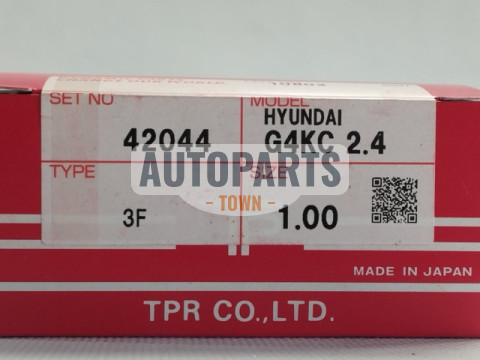 SET NO
MODEL
HYUNDAI
42044
G4KC 2.4
AUTOPARTS
TOWN
TYPE
SIZE
3F
1.00
MADE IN JAPAN
TPR CO.,LTD.